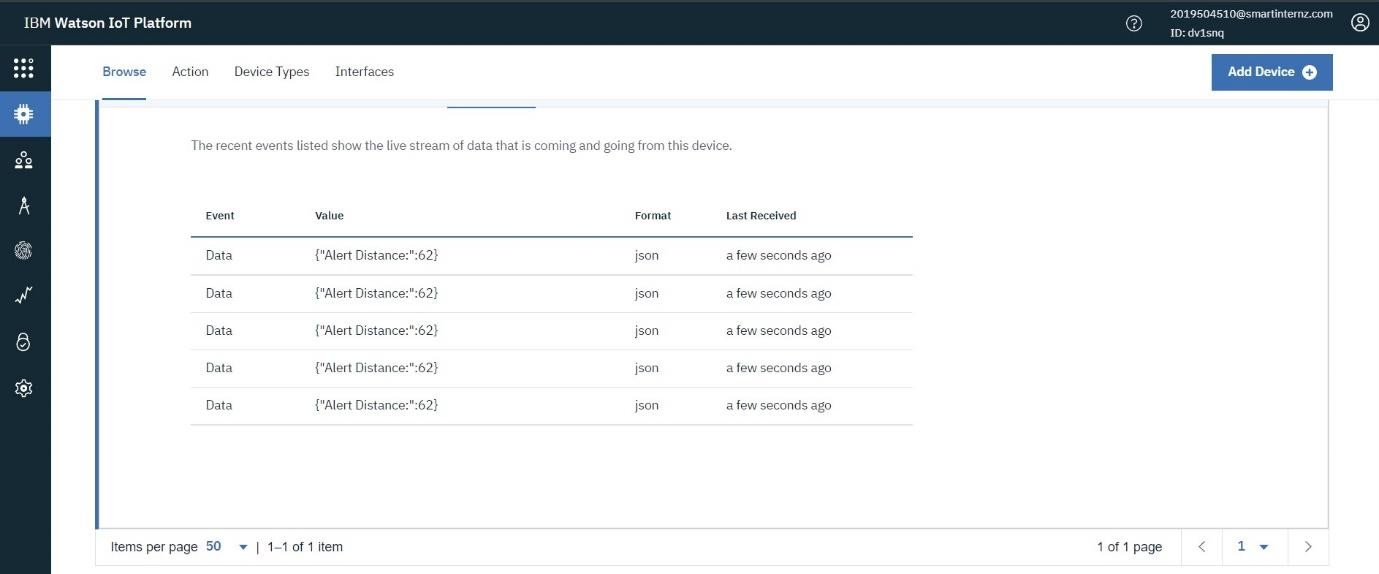 IBM Watson IoT Platform
2019504510@smartinternz.com
ID: dv1snq
Browse Action Device Types Interfaces
Add Device
The recent events listed show the live stream of data that is coming and going from this device.
Event Value Format Last Received
Data {"Alert Distance:":62} json a few seconds ago
Data {"Alert Distance:":62} json a few seconds ago
Data {"Alert Distance:":62} json a few seconds ago
Data {"Alert Distance:":62} json a few seconds ago
Data {"Alert Distance:":62} json a few seconds ago
Items per page 50 | 1–1 of 1 item 1 of 1 page 1